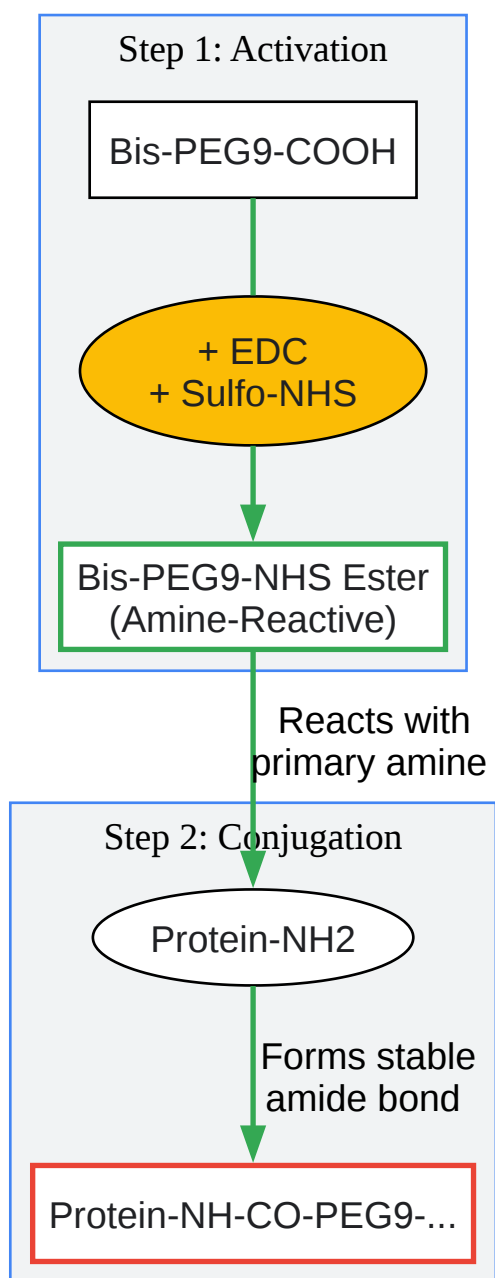 Step 1: Activation
Bis-PEG9-COOH
+ EDC
+ Sulfo-NHS
Bis-PEG9-NHS Ester
(Amine-Reactive)
Reacts with
primary amine
Step 2: Conjugation
Protein-NH2
Forms stable
amide bond
Protein-NH-CO-PEG9-...